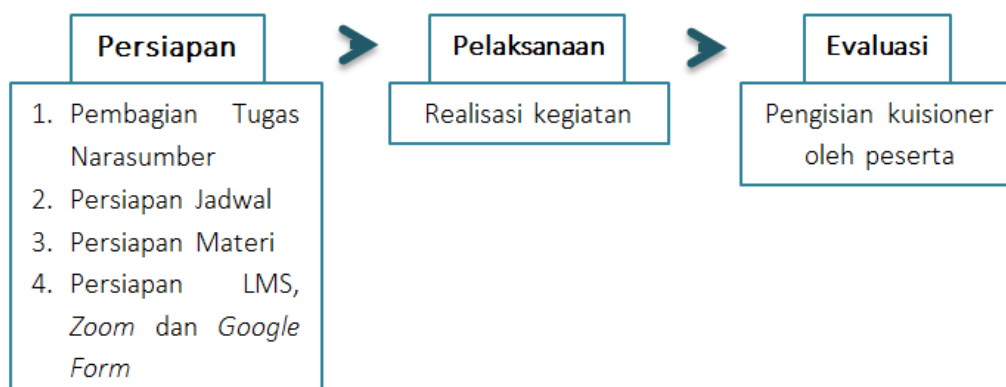 Persiapan
1. Pembagian Tugas
Narasumber
2. Persiapan Jadwal
3. Persiapan Materi
4. Persiapan LMS,
Zoom dan Google
Form
Pelaksanaan
Realisasi kegiatan
Evaluasi
Pengisian kuisioner
oleh peserta